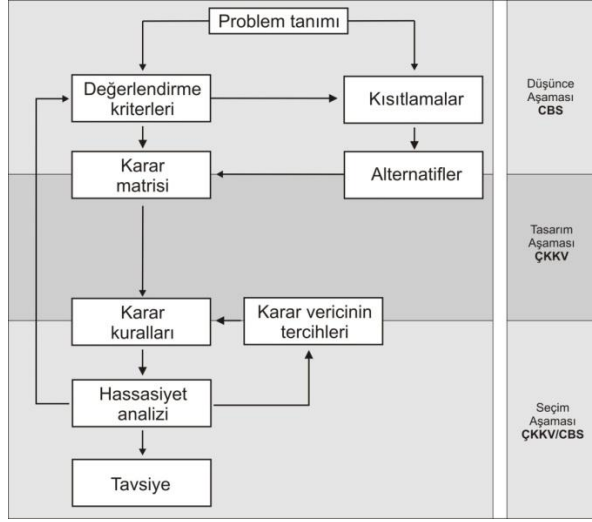 Problem tanımı
Değerlendirme
kriterleri
Kısıtlamalar
Karar
matrisi
Alternatifler
Karar
kuralları
Karar vericinin
tercihleri
Hassasiyet
analizi
Tavsiye
Düşünce
Aşaması
CBS
Tasarım
Aşaması
ÇKKV
Seçim
Aşaması
ÇKKV/CBS